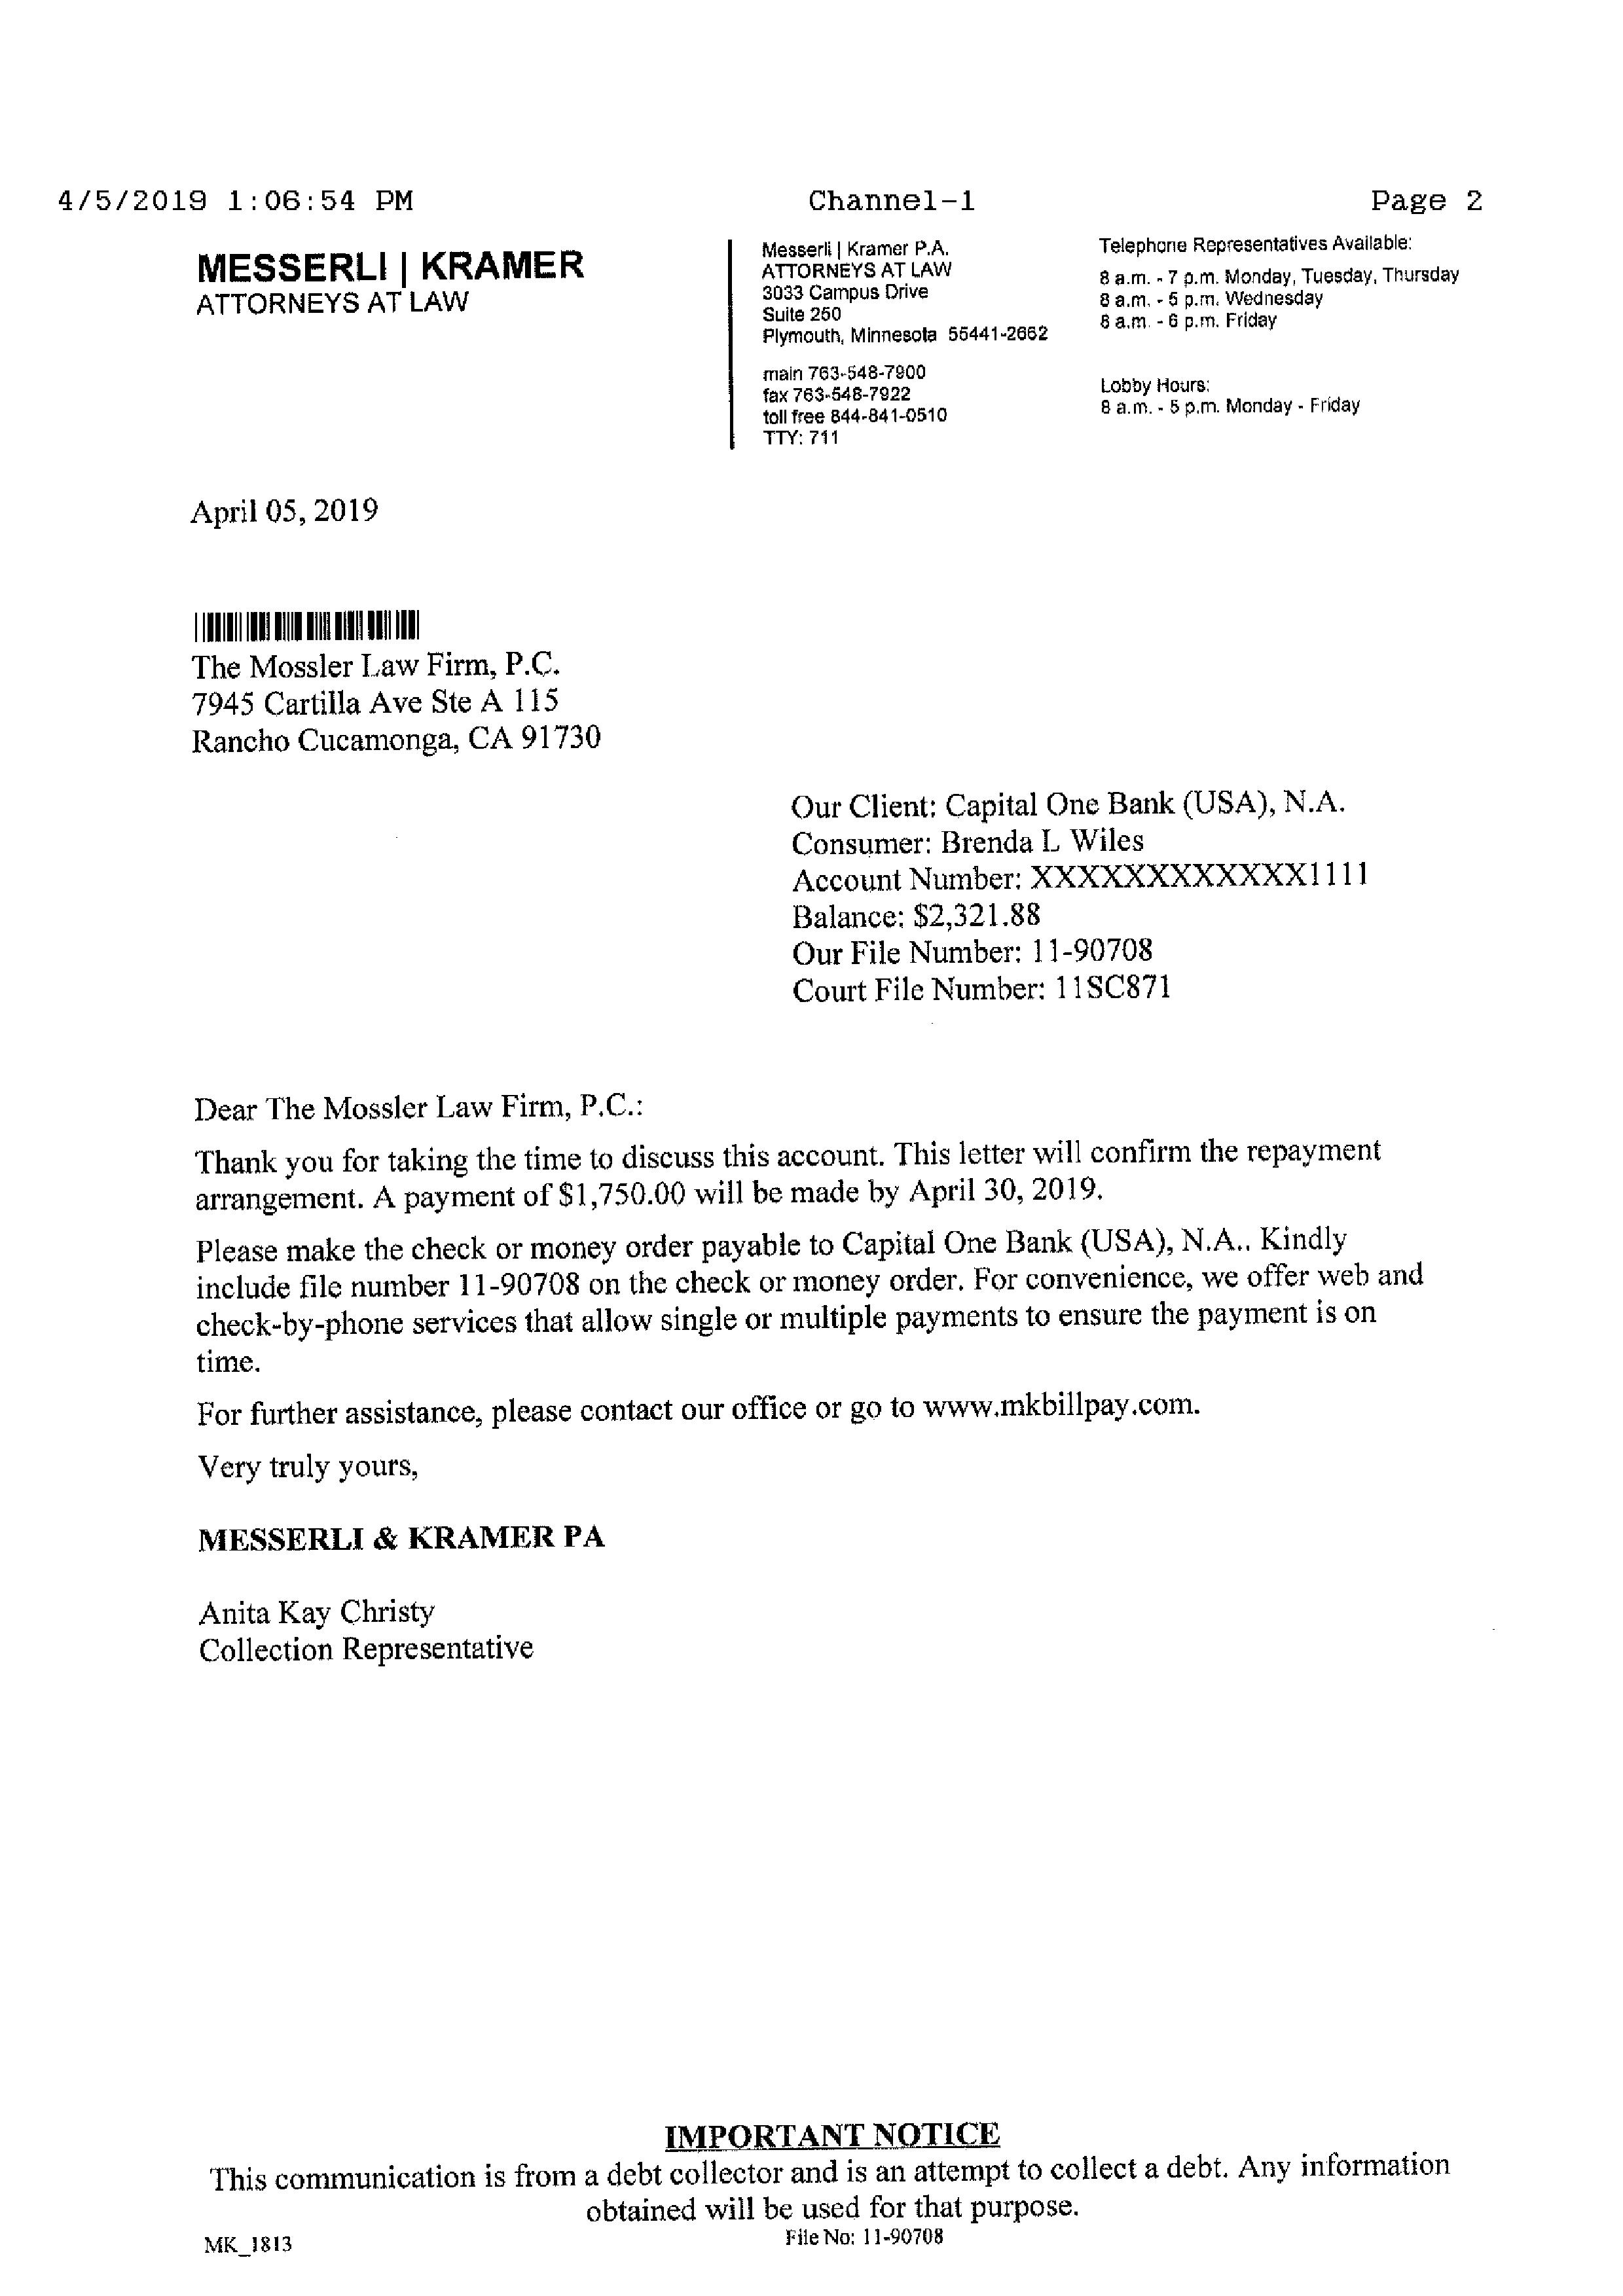 4/5/2019 1:06:54 PM Channel-1 Page 2
MESSERLI | KRAMER
ATTORNEYS AT LAW
Messerli | Kramer P.A.
ATTORNEYS AT LAW
3033 Campus Drive
Suite 250
Plymouth, Minnesota 55441-2662
main 763-548-7900
fax 763-548-7922
toll free 844-841-0510
TTY: 711
Telephone Representatives Available:
8 a.m. - 7 p.m. Monday, Tuesday, Thursday
8 a.m. - 5 p.m. Wednesday
8 a.m. - 6 p.m. Friday
Lobby Hours:
8 a.m. - 5 p.m. Monday - Friday
April 05, 2019
The Mossler Law Firm, P.C.
7945 Cartilla Ave Ste A 115
Rancho Cucamonga, CA 91730
Our Client: Capital One Bank (USA), N.A.
Consumer: Brenda L Wiles
Account Number: XXXXXXXXXXXXX1111
Balance: $2,321.88
Our File Number: 11-90708
Court File Number: 11SC871
Dear The Mossler Law Firm, P.C.:
Thank you for taking the time to discuss this account. This letter will confirm the repayment
arrangement. A payment of $1,750.00 will be made by April 30, 2019.
Please make the check or money order payable to Capital One Bank (USA), N.A.. Kindly
include file number 11-90708 on the check or money order. For convenience, we offer web and
check-by-phone services that allow single or multiple payments to ensure the payment is on
time.
For further assistance, please contact our office or go to www.mkbillpay.com.
Very truly yours,
MESSERLI & KRAMER PA
Anita Kay Christy
Collection Representative
IMPORTANT NOTICE
This communication is from a debt collector and is an attempt to collect a debt. Any information
obtained will be used for that purpose.
MK_1813 File No: 11-90708